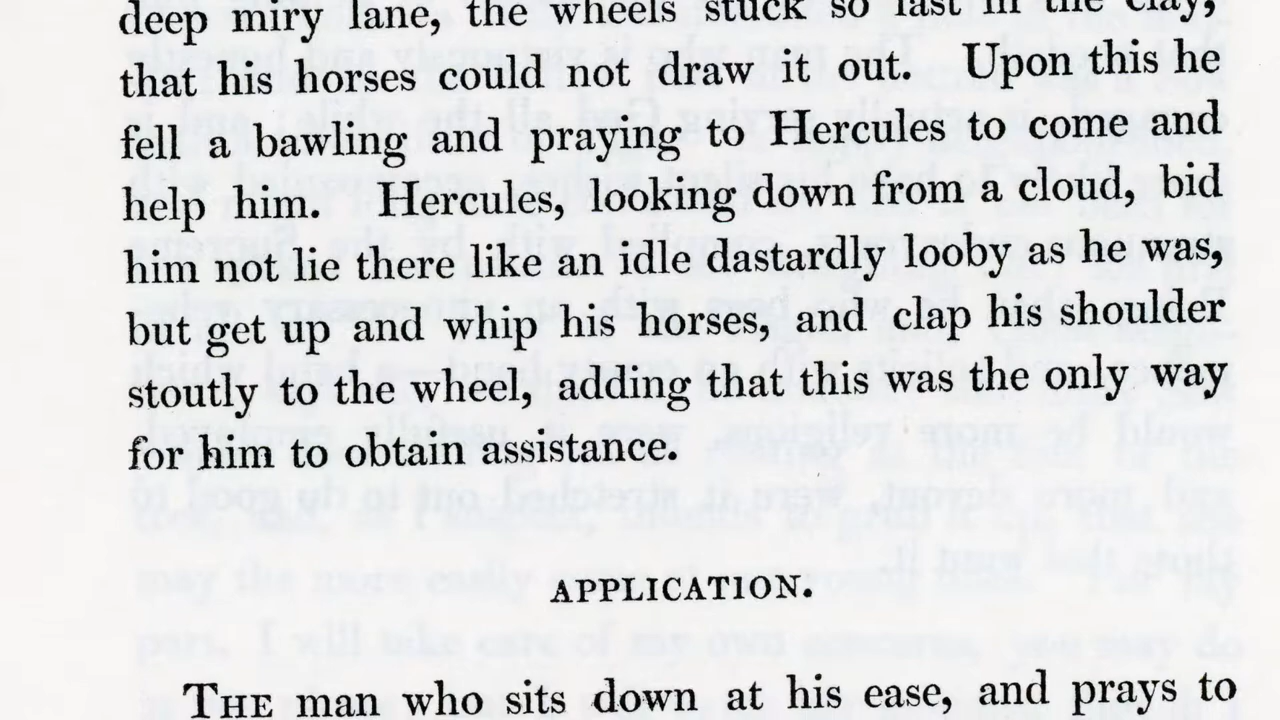 deep miry lane, the wheels stuck so fast in the clay,
that his horses could not draw it out. Upon this he
fell a bawling and praying to Hercules to come and
help him. Hercules, looking down from a cloud, bid
him not lie there like an idle dastardly looby as he was,
but get up and whip his horses, and clap his shoulder
stoutly to the wheel, adding that this was the only way
for him to obtain assistance.
APPLICATION.
THE man who sits down at his ease, and prays to